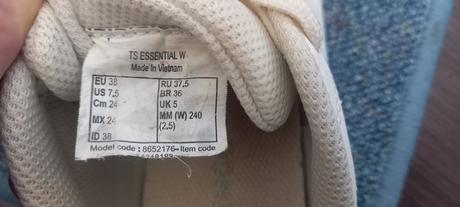 TS ESSENTIAL W
Made In Vietnam
EU 38 RU 37.5
US 7.5 BR 36
Cm 24 UK 5
MX 24 MM (W) 240
ID 38 (2.5)
Model code : 8652176-Item code